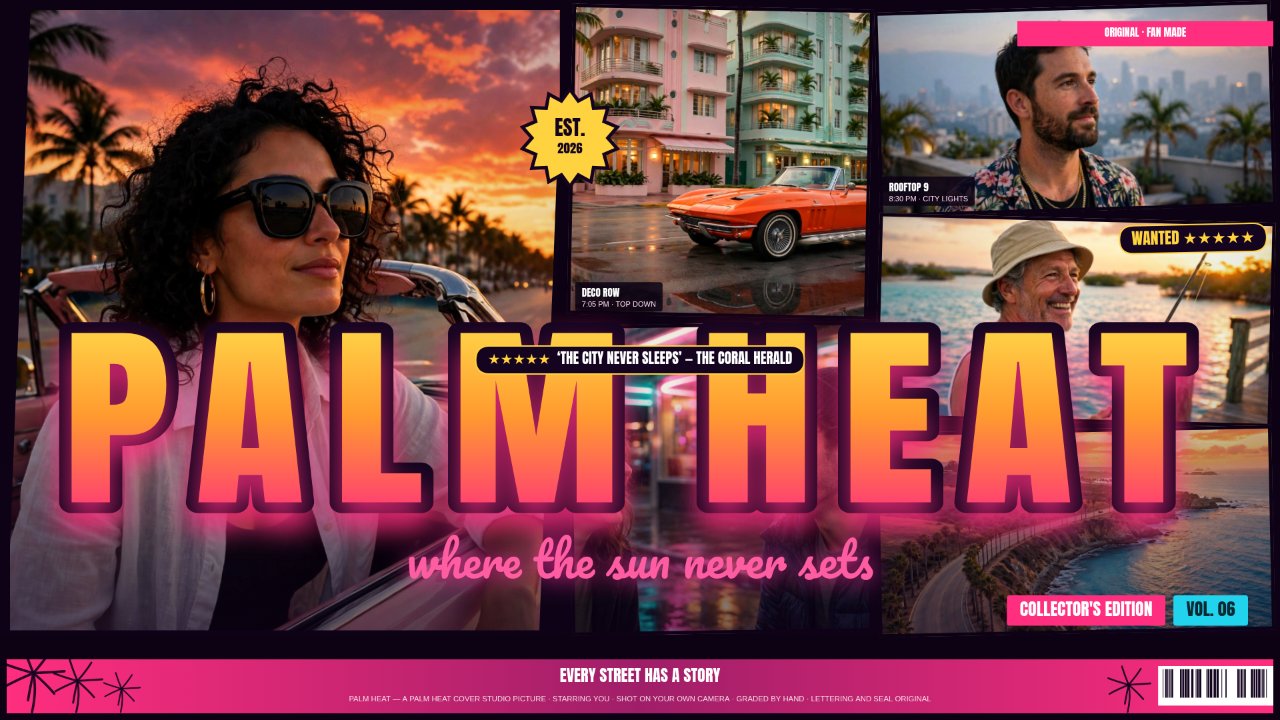 ORIGINAL · FAN MADE
EST.
2026
ROOFTOP 9
8:30 PM · CITY LIGHTS
WANTED ★★★★★
DECO ROW
7:05 PM · TOP DOWN
★★★★★ ‘THE CITY NEVER SLEEPS’ – THE CORAL HERALD
PALM HEAT
where the sun never sets
COLLECTOR'S EDITION
VOL. 06
EVERY STREET HAS A STORY
PALM HEAT — A PALM HEAT COVER STUDIO PICTURE · STARRING YOU · SHOT ON YOUR OWN CAMERA · GRADED BY HAND · LETTERING AND SEAL ORIGINAL